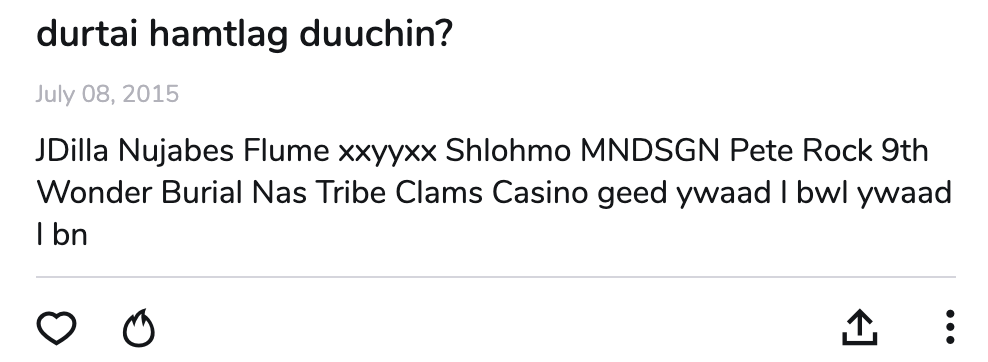 durtai hamtlag duuchin?
July 08, 2015
JDilla Nujabes Flume xxyyxx Shlohmo MNDSGN Pete Rock 9th
Wonder Burial Nas Tribe Clams Casino geed ywaad l bwl ywaad
l bn